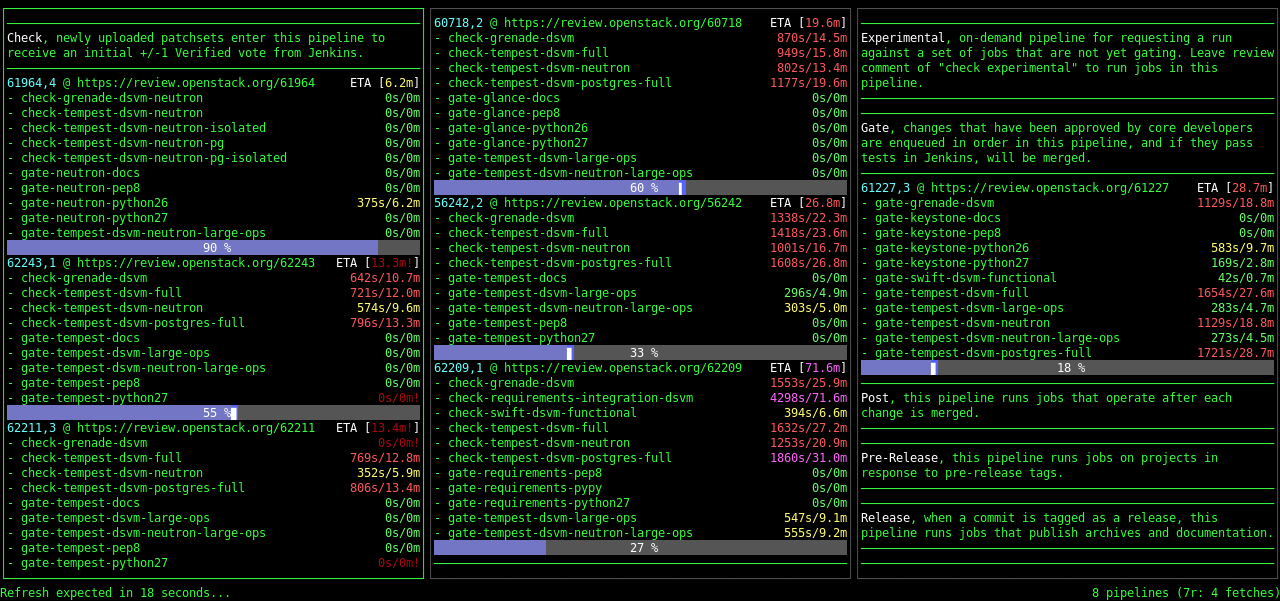 Check, newly uploaded patchsets enter this pipeline to
receive an initial +/-1 Verified vote from Jenkins.
61964,4 @ https://review.openstack.org/61964 ETA [6.2m]
- check-grenade-dsvm-neutron 0s/0m
- check-tempest-dsvm-neutron 0s/0m
- check-tempest-dsvm-neutron-isolated 0s/0m
- check-tempest-dsvm-neutron-pg 0s/0m
- check-tempest-dsvm-neutron-pg-isolated 0s/0m
- gate-neutron-docs 0s/0m
- gate-neutron-pep8 0s/0m
- gate-neutron-python26 375s/6.2m
- gate-neutron-python27 0s/0m
- gate-tempest-dsvm-neutron-large-ops 0s/0m
90 %
62243,1 @ https://review.openstack.org/62243 ETA [13.3m!]
- check-grenade-dsvm 642s/10.7m
- check-tempest-dsvm-full 721s/12.0m
- check-tempest-dsvm-neutron 574s/9.6m
- check-tempest-dsvm-postgres-full 796s/13.3m
- gate-tempest-docs 0s/0m
- gate-tempest-dsvm-large-ops 0s/0m
- gate-tempest-dsvm-neutron-large-ops 0s/0m
- gate-tempest-pep8 0s/0m
- gate-tempest-python27 0s/0m!
55 %
62211,3 @ https://review.openstack.org/62211 ETA [13.4m!]
- check-grenade-dsvm 0s/0m!
- check-tempest-dsvm-full 769s/12.8m
- check-tempest-dsvm-neutron 352s/5.9m
- check-tempest-dsvm-postgres-full 806s/13.4m
- gate-tempest-docs 0s/0m
- gate-tempest-dsvm-large-ops 0s/0m
- gate-tempest-dsvm-neutron-large-ops 0s/0m
- gate-tempest-pep8 0s/0m
- gate-tempest-python27 0s/0m!
60718,2 @ https://review.openstack.org/60718 ETA [19.6m]
- check-grenade-dsvm 870s/14.5m
- check-tempest-dsvm-full 949s/15.8m
- check-tempest-dsvm-neutron 802s/13.4m
- check-tempest-dsvm-postgres-full 1177s/19.6m
- gate-glance-docs 0s/0m
- gate-glance-pep8 0s/0m
- gate-glance-python26 0s/0m
- gate-glance-python27 0s/0m
- gate-tempest-dsvm-large-ops 0s/0m
- gate-tempest-dsvm-neutron-large-ops 0s/0m
60 %
56242,2 @ https://review.openstack.org/56242 ETA [26.8m]
- check-grenade-dsvm 1338s/22.3m
- check-tempest-dsvm-full 1418s/23.6m
- check-tempest-dsvm-neutron 1001s/16.7m
- check-tempest-dsvm-postgres-full 1608s/26.8m
- gate-tempest-docs 0s/0m
- gate-tempest-dsvm-large-ops 296s/4.9m
- gate-tempest-dsvm-neutron-large-ops 303s/5.0m
- gate-tempest-pep8 0s/0m
- gate-tempest-python27 0s/0m
33 %
62209,1 @ https://review.openstack.org/62209 ETA [71.6m]
- check-grenade-dsvm 1553s/25.9m
- check-requirements-integration-dsvm 4298s/71.6m
- check-swift-dsvm-functional 394s/6.6m
- check-tempest-dsvm-full 1632s/27.2m
- check-tempest-dsvm-neutron 1253s/20.9m
- check-tempest-dsvm-postgres-full 1860s/31.0m
- gate-requirements-pep8 0s/0m
- gate-requirements-pypy 0s/0m
- gate-requirements-python27 0s/0m
- gate-tempest-dsvm-large-ops 547s/9.1m
- gate-tempest-dsvm-neutron-large-ops 555s/9.2m
27 %
Experimental, on-demand pipeline for requesting a run
against a set of jobs that are not yet gating. Leave review
comment of "check experimental" to run jobs in this
pipeline.
Gate, changes that have been approved by core developers
are enqueued in order in this pipeline, and if they pass
tests in Jenkins, will be merged.
61227,3 @ https://review.openstack.org/61227 ETA [28.7m]
- gate-grenade-dsvm 1129s/18.8m
- gate-keystone-docs 0s/0m
- gate-keystone-pep8 0s/0m
- gate-keystone-python26 583s/9.7m
- gate-keystone-python27 169s/2.8m
- gate-swift-dsvm-functional 42s/0.7m
- gate-tempest-dsvm-full 1654s/27.6m
- gate-tempest-dsvm-large-ops 283s/4.7m
- gate-tempest-dsvm-neutron 1129s/18.8m
- gate-tempest-dsvm-neutron-large-ops 273s/4.5m
- gate-tempest-dsvm-postgres-full 1721s/28.7m
18 %
Post, this pipeline runs jobs that operate after each
change is merged.
Pre-Release, this pipeline runs jobs on projects in
response to pre-release tags.
Release, when a commit is tagged as a release, this
pipeline runs jobs that publish archives and documentation.
Refresh expected in 18 seconds... 8 pipelines (7r: 4 fetches)